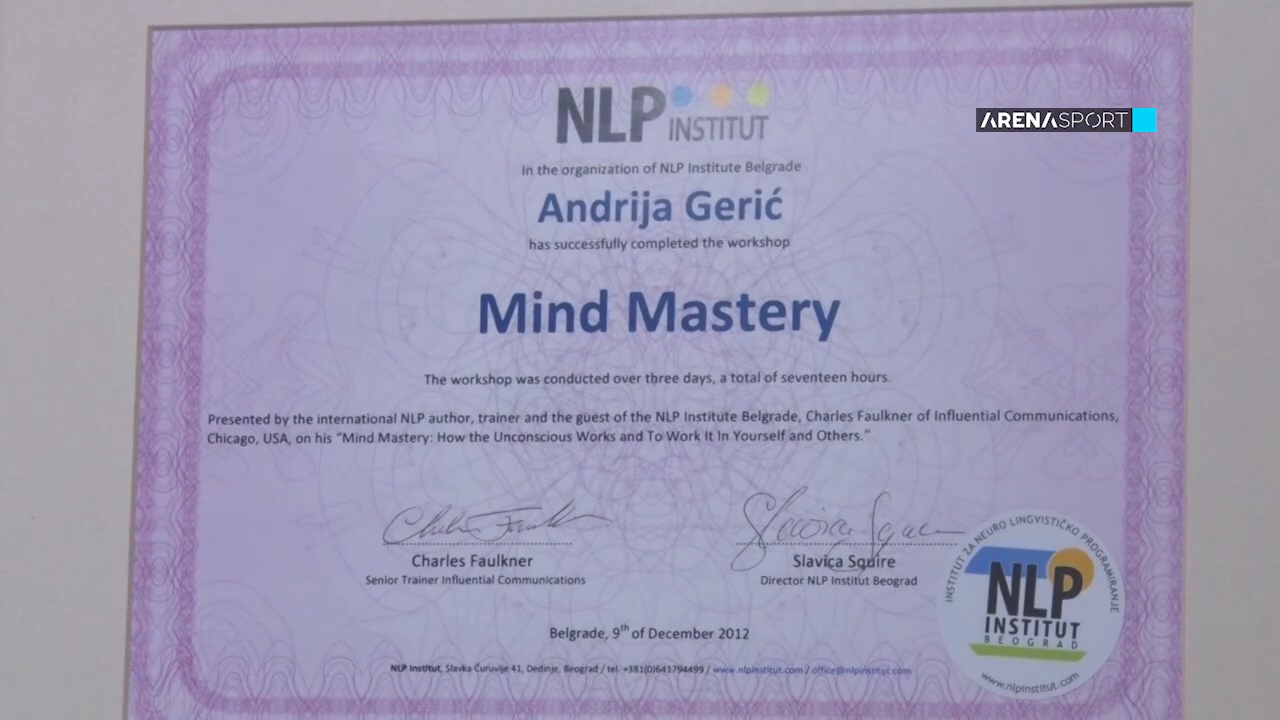 NLP INSTITUT
ARENASPORT
In the organization of NLP Institute Belgrade
Andrija Gerić
has successfully completed the workshop
Mind Mastery
The workshop was conducted over three days, a total of seventeen hours.
Presented by the international NLP author, trainer and the guest of the NLP Institute Belgrade, Charles Faulkner of Influential Communications,
Chicago, USA, on his “Mind Mastery: How the Unconscious Works and To Work It In Yourself and Others.”
Charles Faulkner
Senior Trainer Influential Communications
Slavica Squire
Director NLP Institut Beograd
INSTITUT ZA NEURO LINGVISTIČKO PROGRAMIRANJE
NLP
INSTITUT
BEOGRAD
www.nlpinstitut.com
Belgrade, 9th of December 2012
NLP Institut, Slavka Ćuruvije 41, Dedinje, Beograd / tel. +381(0)641794499 / www.nlpinstitut.com / office@nlpinstitut.com